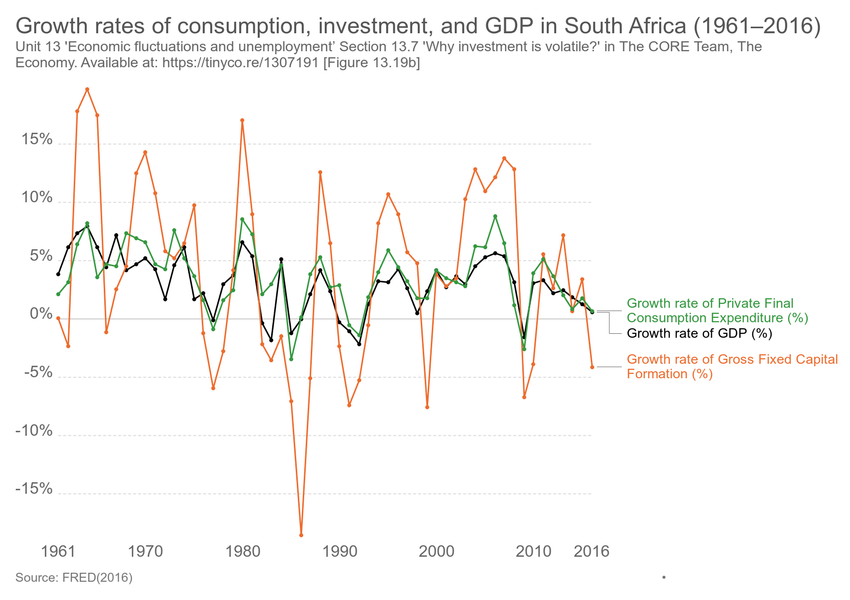 Growth rates of consumption, investment, and GDP in South Africa (1961–2016)
Unit 13 'Economic fluctuations and unemployment' Section 13.7 'Why investment is volatile?' in The CORE Team, The
Economy. Available at: https://tinyco.re/1307191 [Figure 13.19b]
15%
10%
5%
0%
-5%
-10%
-15%
Growth rate of Private Final
Consumption Expenditure (%)
Growth rate of GDP (%)
Growth rate of Gross Fixed Capital
Formation (%)
1961 1970 1980 1990 2000 2010 2016
Source: FRED(2016)